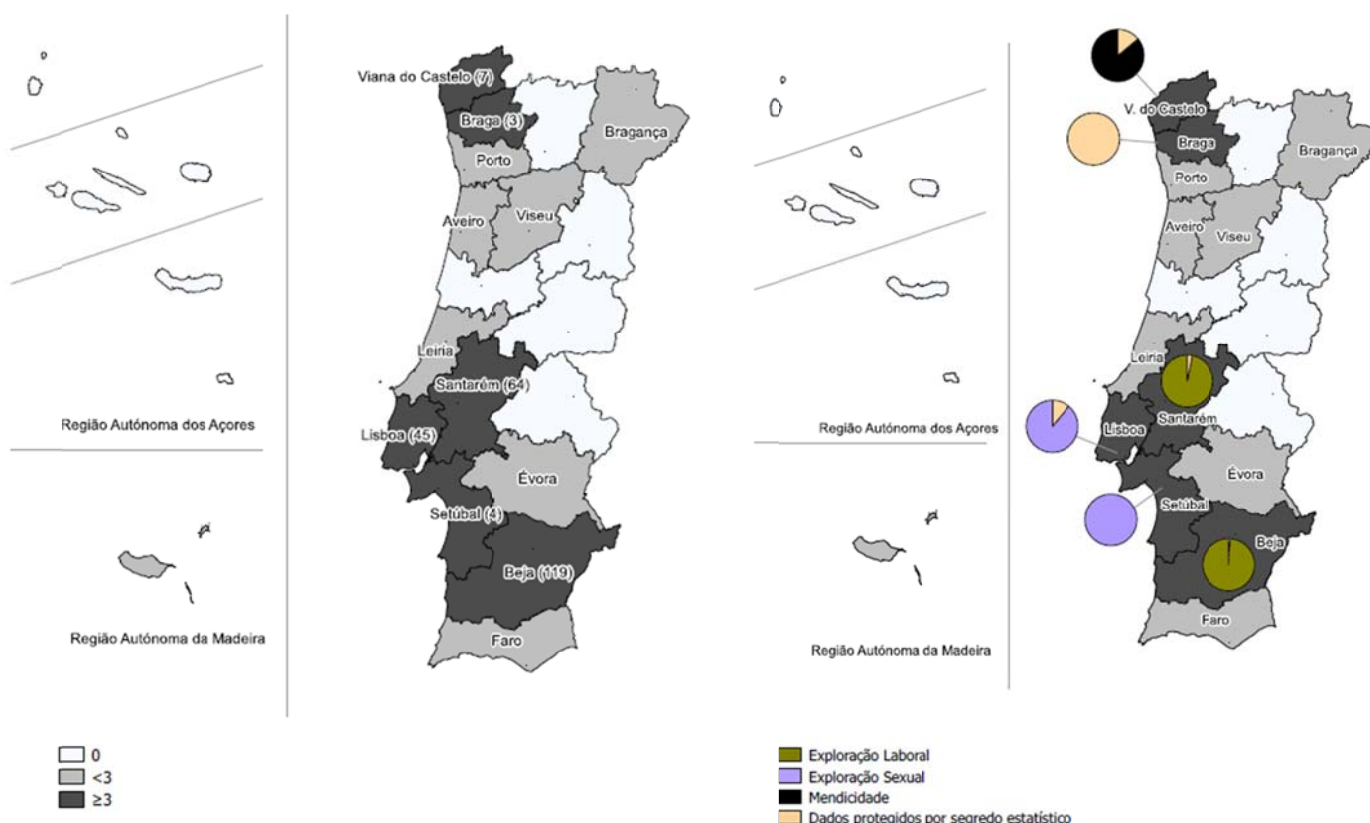 Viana do Castelo (7)
Braga (3)
Bragança
Porto
Aveiro
Viseu
Leiria
Santarém (64)
Lisboa (45)
Évora
Setúbal (4)
Beja (119)
Faro
Região Autónoma dos Açores
Região Autónoma da Madeira
0
<3
≥3
V. do Castelo
Braga
Bragança
Porto
Aveiro
Viseu
Leiria
Santarém
Lisboa
Évora
Setúbal
Beja
Faro
Região Autónoma dos Açores
Região Autónoma da Madeira
Exploração Laboral
Exploração Sexual
Mendicidade
Dados protegidos por segredo estatístico